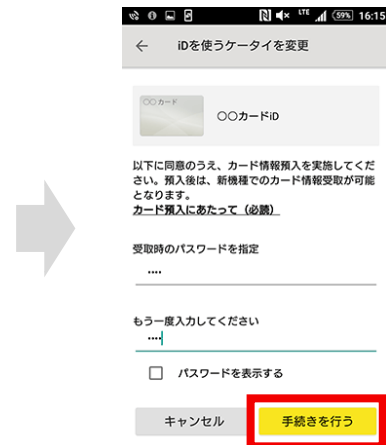 LTE 59% 16:15
← iDを使うケータイを変更
○○カード
○○カードiD
以下に同意のうえ、カード情報預入を実施してくだ
さい。預入後は、新機種でのカード情報受取が可能
となります。
カード預入にあたって（必読）
受取時のパスワードを指定
••••
もう一度入力してください
••••
パスワードを表示する
キャンセル 手続きを行う